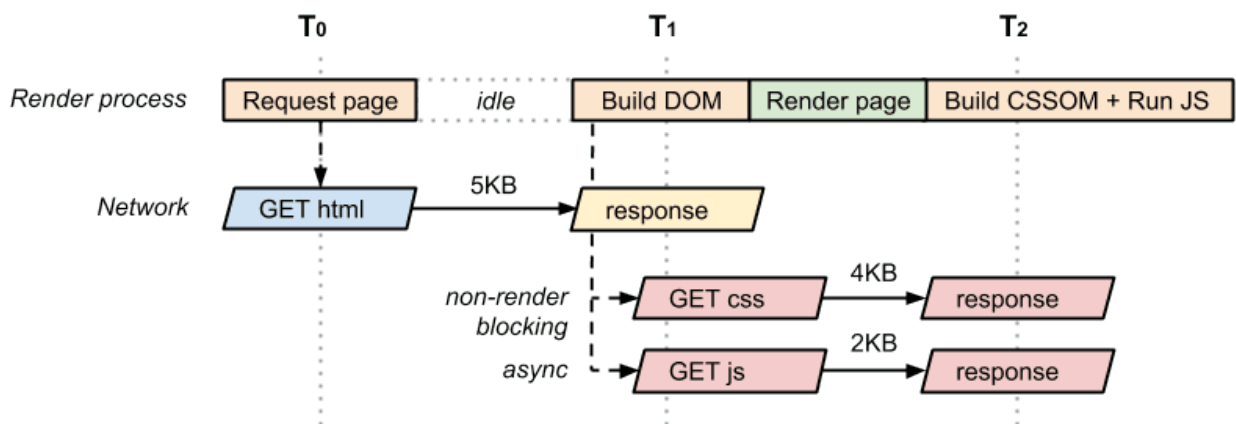 T0 T1 T2
Render process Request page idle Build DOM Render page Build CSSOM + Run JS
5KB
Network GET html response
4KB
non-render GET css response
blocking
2KB
async GET js response